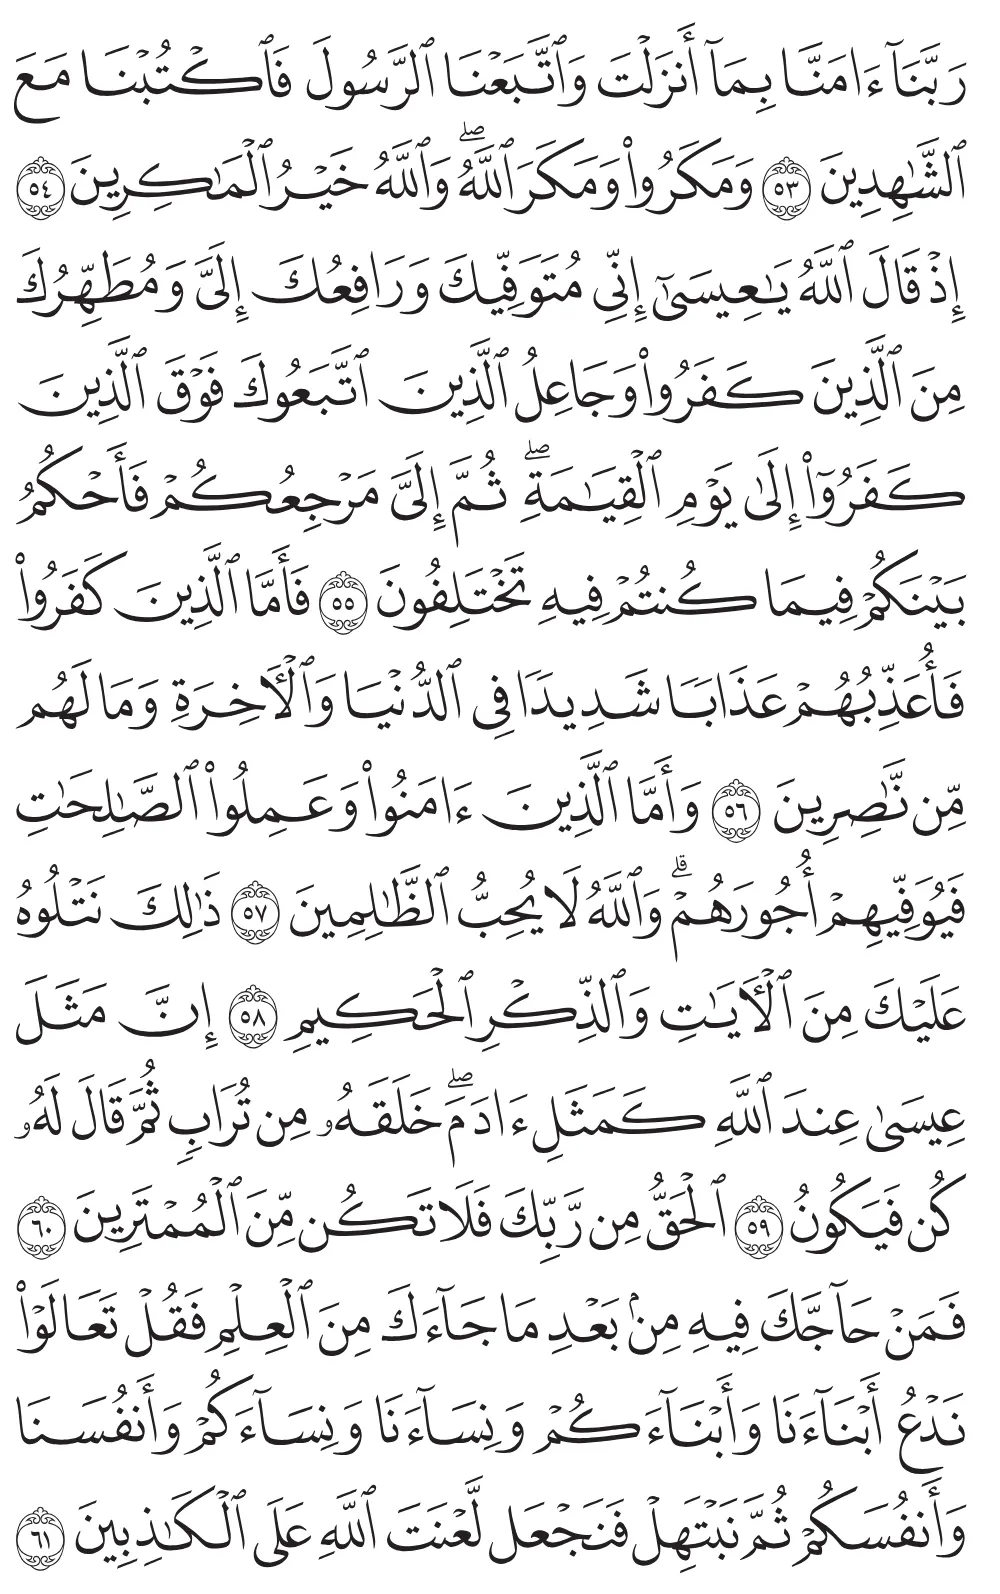 رَبَّنَآ ءَامَنَّا بِمَآ أَنزَلۡتَ وَٱتَّبَعۡنَا ٱلرَّسُولَ فَٱكۡتُبۡنَا مَعَ
ٱلشَّٰهِدِينَ ٥٣ وَمَكَرُواْ وَمَكَرَ ٱللَّهُۖ وَٱللَّهُ خَيۡرُ ٱلۡمَٰكِرِينَ ٥٤
إِذۡ قَالَ ٱللَّهُ يَٰعِيسَىٰٓ إِنِّي مُتَوَفِّيكَ وَرَافِعُكَ إِلَيَّ وَمُطَهِّرُكَ
مِنَ ٱلَّذِينَ كَفَرُواْ وَجَاعِلُ ٱلَّذِينَ ٱتَّبَعُوكَ فَوۡقَ ٱلَّذِينَ
كَفَرُوٓاْ إِلَىٰ يَوۡمِ ٱلۡقِيَٰمَةِۖ ثُمَّ إِلَيَّ مَرۡجِعُكُمۡ فَأَحۡكُمُ
بَيۡنَكُمۡ فِيمَا كُنتُمۡ فِيهِ تَخۡتَلِفُونَ ٥٥ فَأَمَّا ٱلَّذِينَ كَفَرُواْ
فَأُعَذِّبُهُمۡ عَذَابٗا شَدِيدٗا فِي ٱلدُّنۡيَا وَٱلۡأٓخِرَةِ وَمَا لَهُم
مِّن نَّٰصِرِينَ ٥٦ وَأَمَّا ٱلَّذِينَ ءَامَنُواْ وَعَمِلُواْ ٱلصَّٰلِحَٰتِ
فَيُوَفِّيهِمۡ أُجُورَهُمۡۗ وَٱللَّهُ لَا يُحِبُّ ٱلظَّٰلِمِينَ ٥٧ ذَٰلِكَ نَتۡلُوهُ
عَلَيۡكَ مِنَ ٱلۡأٓيَٰتِ وَٱلذِّكۡرِ ٱلۡحَكِيمِ ٥٨ إِنَّ مَثَلَ
عِيسَىٰ عِندَ ٱللَّهِ كَمَثَلِ ءَادَمَۖ خَلَقَهُۥ مِن تُرَابٖ ثُمَّ قَالَ لَهُۥ
كُن فَيَكُونُ ٥٩ ٱلۡحَقُّ مِن رَّبِّكَ فَلَا تَكُن مِّنَ ٱلۡمُمۡتَرِينَ ٦٠
فَمَنۡ حَآجَّكَ فِيهِ مِنۢ بَعۡدِ مَا جَآءَكَ مِنَ ٱلۡعِلۡمِ فَقُلۡ تَعَالَوۡاْ
نَدۡعُ أَبۡنَآءَنَا وَأَبۡنَآءَكُمۡ وَنِسَآءَنَا وَنِسَآءَكُمۡ وَأَنفُسَنَا
وَأَنفُسَكُمۡ ثُمَّ نَبۡتَهِلۡ فَنَجۡعَل لَّعۡنَتَ ٱللَّهِ عَلَى ٱلۡكَٰذِبِينَ ٦١